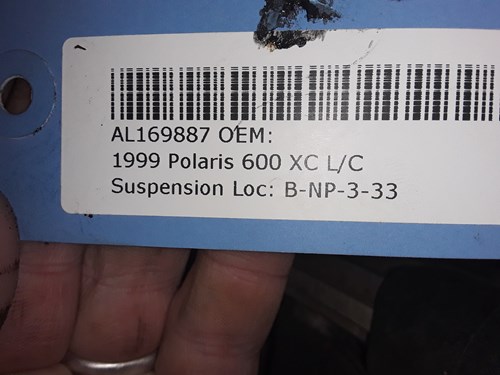 AL169887 OEM:
1999 Polaris 600 XC L/C
Suspension Loc: B-NP-3-33